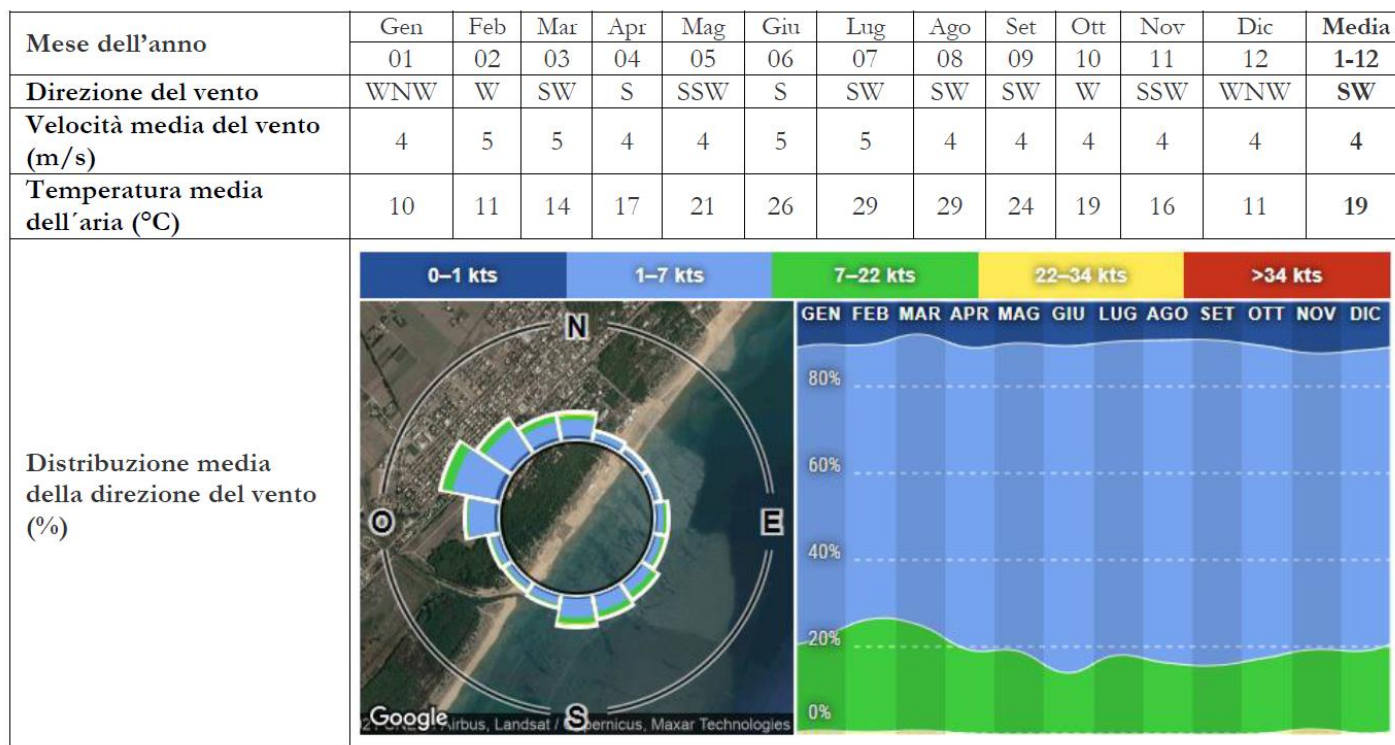 Mese dell’anno Gen Feb Mar Apr Mag Giu Lug Ago Set Ott Nov Dic Media
01 02 03 04 05 06 07 08 09 10 11 12 1-12
Direzione del vento WNW W SW S SSW S SW SW SW W SSW WNW SW
Velocità media del vento
(m/s) 4 5 5 4 4 5 5 4 4 4 4 4 4
Temperatura media
dell´aria (°C) 10 11 14 17 21 26 29 29 24 19 16 11 19
Distribuzione media
della direzione del vento
(%)
0–1 kts 1–7 kts 7–22 kts 22–34 kts >34 kts
N
O E
S
Google
Airbus, Landsat / Copernicus, Maxar Technologies
GEN FEB MAR APR MAG GIU LUG AGO SET OTT NOV DIC
80%
60%
40%
20%
0%